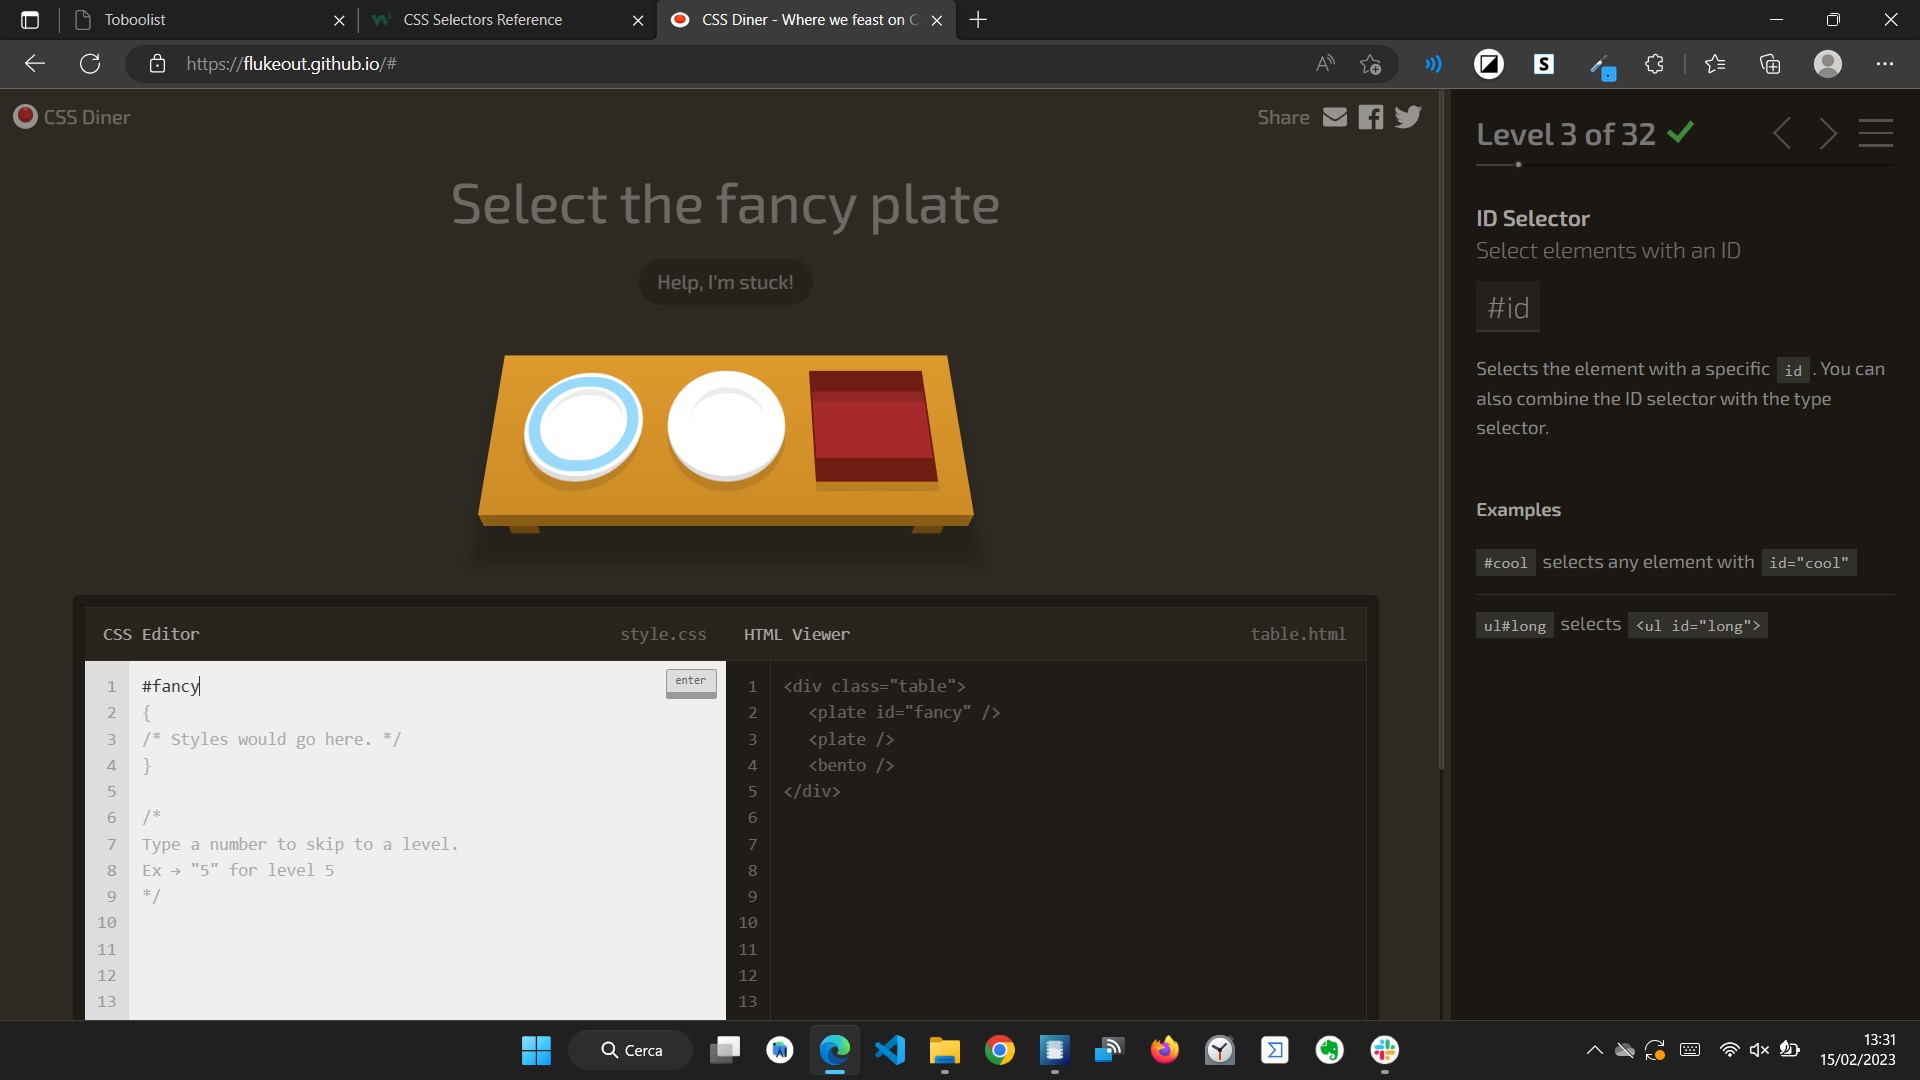 Toboolist
CSS Selectors Reference
CSS Diner - Where we feast on C
https://flukeout.github.io/#
CSS Diner
Share
Level 3 of 32
Select the fancy plate
Help, I'm stuck!
ID Selector
Select elements with an ID
#id
Selects the element with a specific id . You can
also combine the ID selector with the type
selector.
Examples
#cool selects any element with id="cool"
ul#long selects <ul id="long">
CSS Editor style.css
enter
1 #fancy
2 {
3 /* Styles would go here. */
4 }
5
6 /*
7 Type a number to skip to a level.
8 Ex → "5" for level 5
9 */
10
11
12
13
HTML Viewer table.html
1 <div class="table">
2 <plate id="fancy" />
3 <plate />
4 <bento />
5 </div>
6
7
8
9
10
11
12
13
Cerca
13:31
15/02/2023